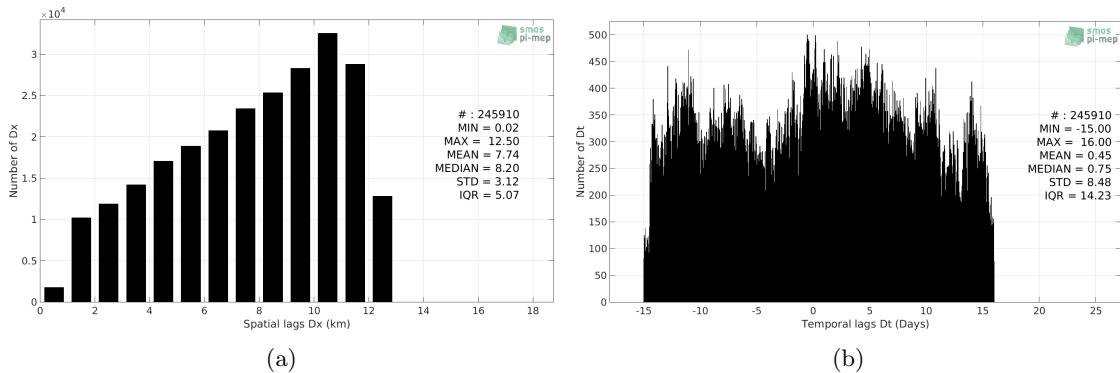 ×10⁴
3
2.5
2
1.5
1
0.5
0
0 2 4 6 8 10 12 14 16 18
Number of Dx
Spatial lags Dx (km)
smos
pi-mep
# : 245910
MIN = 0.02
MAX = 12.50
MEAN = 7.74
MEDIAN = 8.20
STD = 3.12
IQR = 5.07
(a)
500
450
400
350
300
250
200
150
100
50
0
-15 -10 -5 0 5 10 15 20 25
Number of Dt
Temporal lags Dt (Days)
smos
pi-mep
# : 245910
MIN = -15.00
MAX = 16.00
MEAN = 0.45
MEDIAN = 0.75
STD = 8.48
IQR = 14.23
(b)